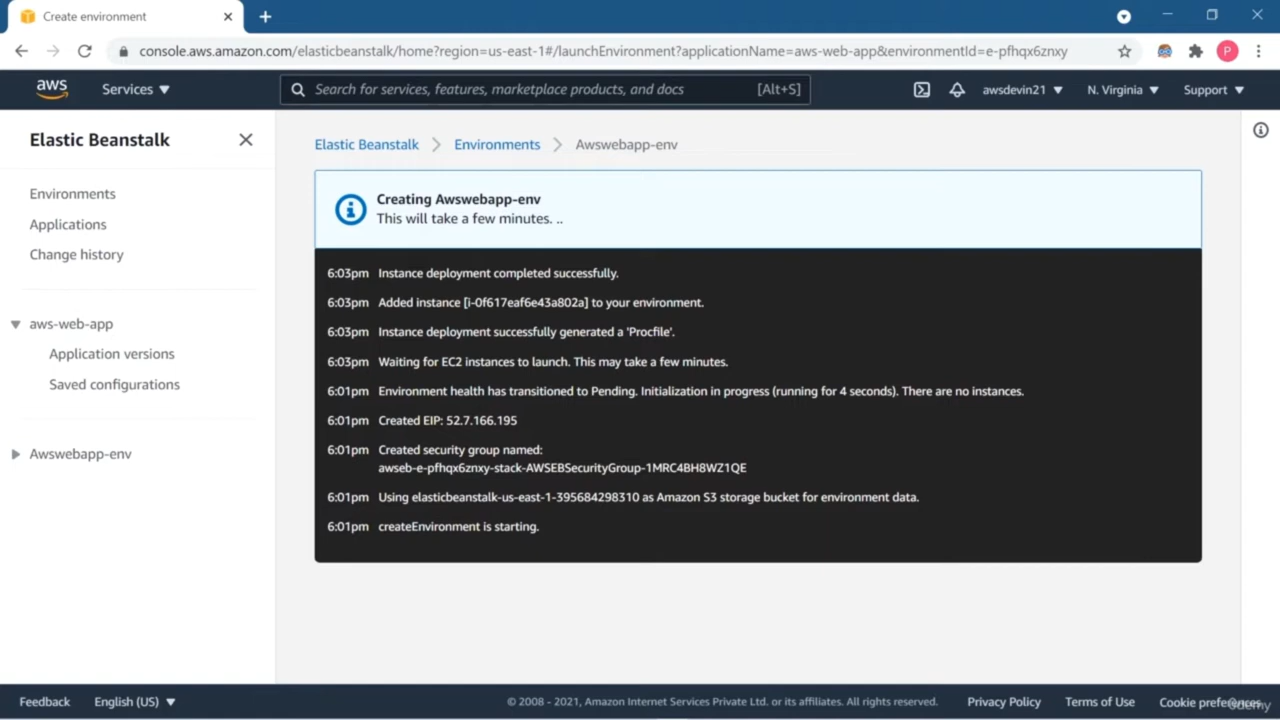 Create environment
console.aws.amazon.com/elasticbeanstalk/home?region=us-east-1#/launchEnvironment?applicationName=aws-web-app&environmentId=e-pfhqx6znxy
P
aws
Services
Search for services, features, marketplace products, and docs
[Alt+S]
awsdevin21
N. Virginia
Support
Elastic Beanstalk
Environments
Applications
Change history
aws-web-app
Application versions
Saved configurations
Awswebapp-env
Elastic Beanstalk > Environments > Awswebapp-env
Creating Awswebapp-env
This will take a few minutes. ..
6:03pm Instance deployment completed successfully.
6:03pm Added instance [i-0f617eaf6e43a802a] to your environment.
6:03pm Instance deployment successfully generated a 'Procfile'.
6:03pm Waiting for EC2 instances to launch. This may take a few minutes.
6:01pm Environment health has transitioned to Pending. Initialization in progress (running for 4 seconds). There are no instances.
6:01pm Created EIP: 52.7.166.195
6:01pm Created security group named:
awseb-e-pfhqx6znxy-stack-AWSEBSecurityGroup-1MRC4BH8WZ1QE
6:01pm Using elasticbeanstalk-us-east-1-395684298310 as Amazon S3 storage bucket for environment data.
6:01pm createEnvironment is starting.
Feedback
English (US)
© 2008 - 2021, Amazon Internet Services Private Ltd. or its affiliates. All rights reserved.
Privacy Policy
Terms of Use
Cookie preferences
Udemy